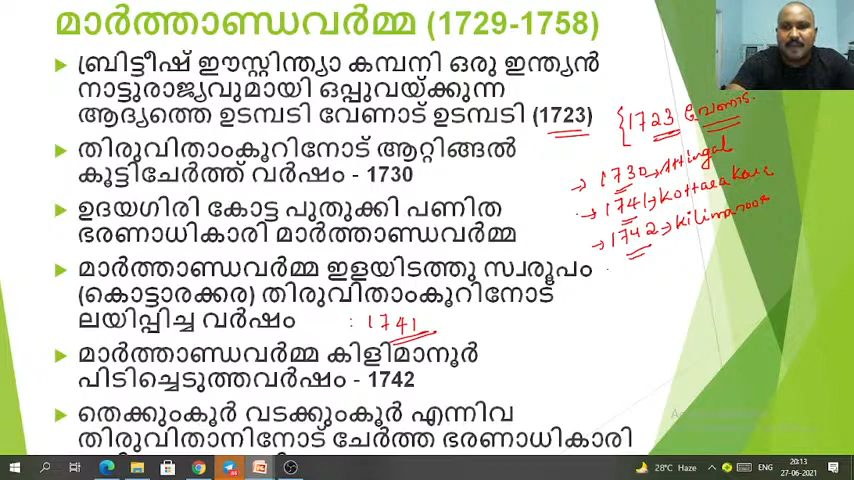 മാർത്താണ്ഡവർമ്മ (1729-1758)
ബ്രിട്ടീഷ് ഈസ്റ്റിന്ത്യാ കമ്പനി ഒരു ഇന്ത്യൻ
നാട്ടുരാജ്യവുമായി ഒപ്പുവയ്ക്കുന്ന
ആദ്യത്തെ ഉടമ്പടി വേണാട് ഉടമ്പടി (1723)
{1723 വേണാട്
തിരുവിതാംകൂറിനോട് ആറ്റിങ്ങൽ
കൂട്ടിചേർത്ത് വർഷം - 1730
→ 1730 → Attingal
ഉദയഗിരി കോട്ട പുതുക്കി പണിത
ഭരണാധികാരി മാർത്താണ്ഡവർമ്മ
→ 1741 →
→ 1742 → Kilimanoor
മാർത്താണ്ഡവർമ്മ ഇളയിടത്തു സ്വരൂപം
(കൊട്ടാരക്കര) തിരുവിതാംകൂറിനോട്
ലയിപ്പിച്ച വർഷം : 1741
മാർത്താണ്ഡവർമ്മ കിളിമാനൂർ
പിടിച്ചെടുത്തവർഷം - 1742
തെക്കുംകൂർ വടക്കുംകൂർ എന്നിവ
തിരുവിതാനിനോട് ചേർത്ത ഭരണാധികാരി
28°C Haze
ENG
20:13
27-06-2021